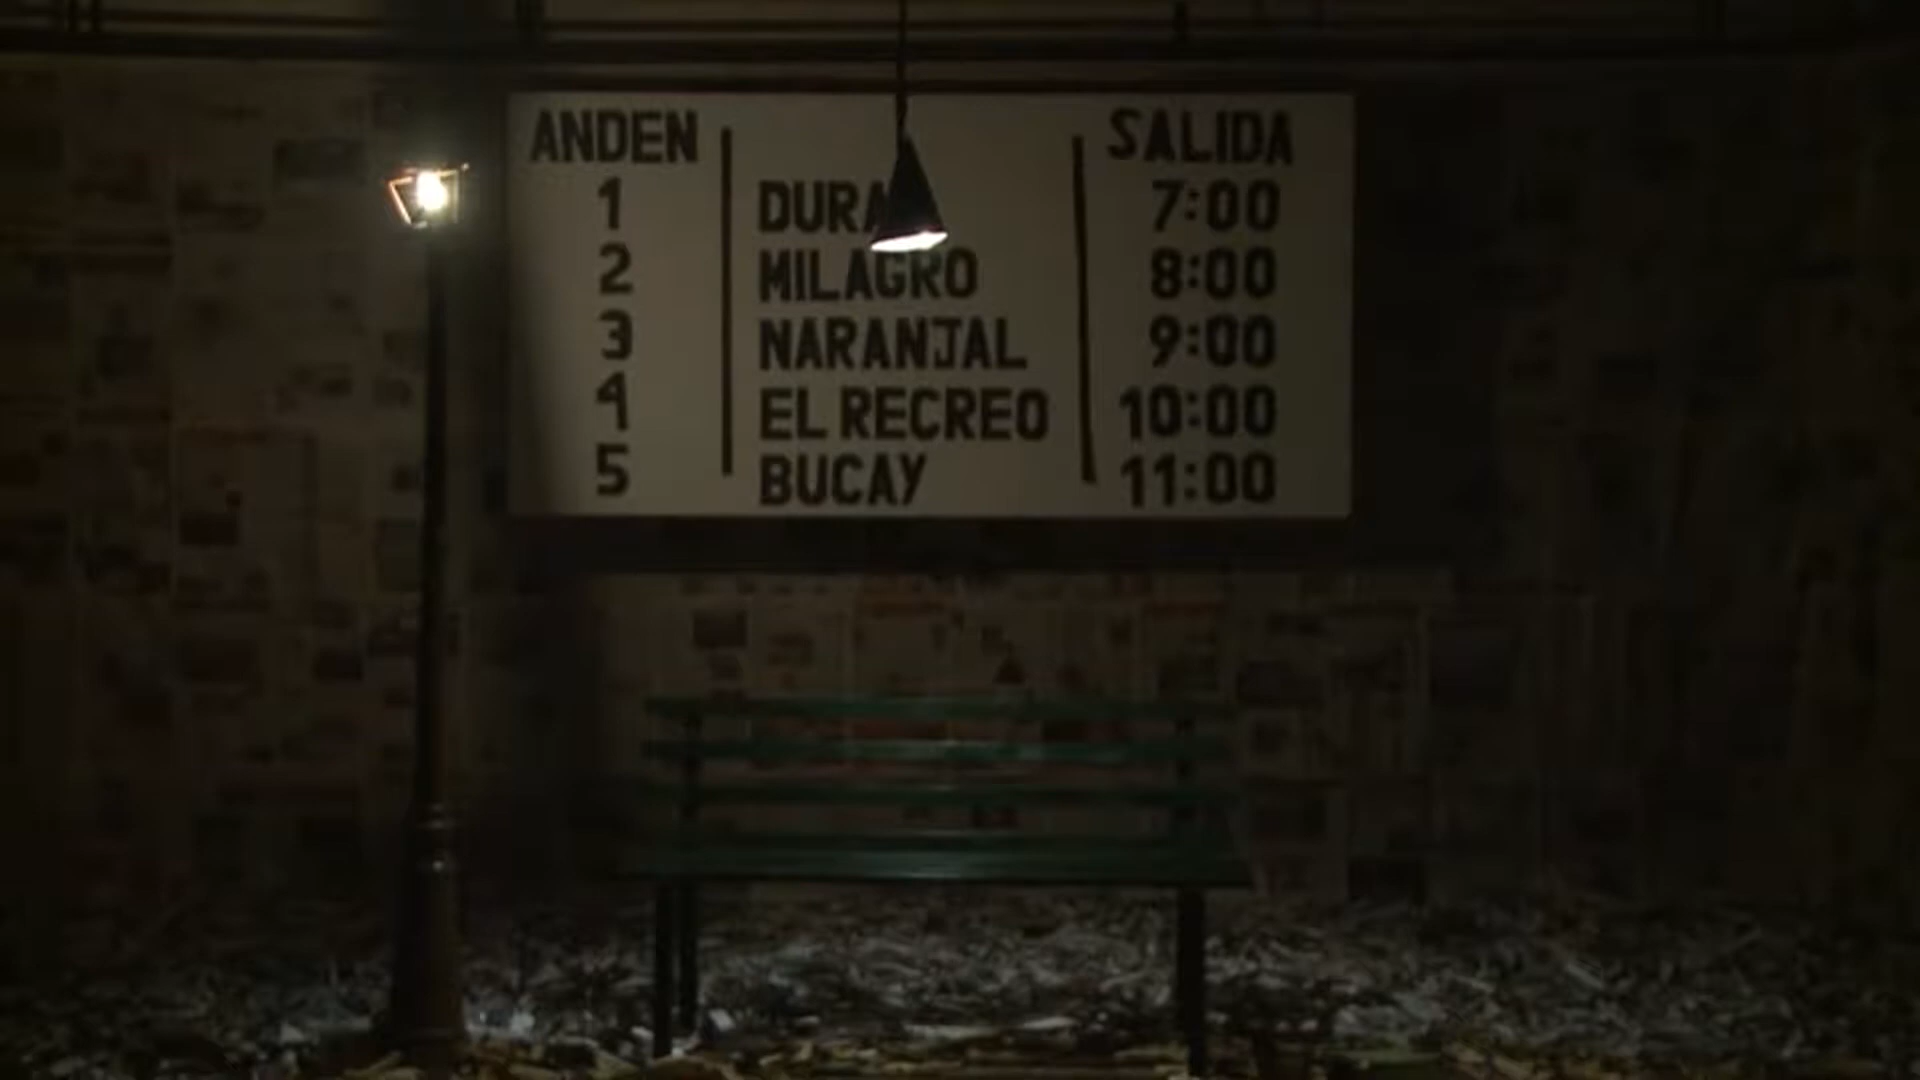 ANDEN SALIDA
1 DURA 7:00
2 MILAGRO 8:00
3 NARANJAL 9:00
4 EL RECREO 10:00
5 BUCAY 11:00